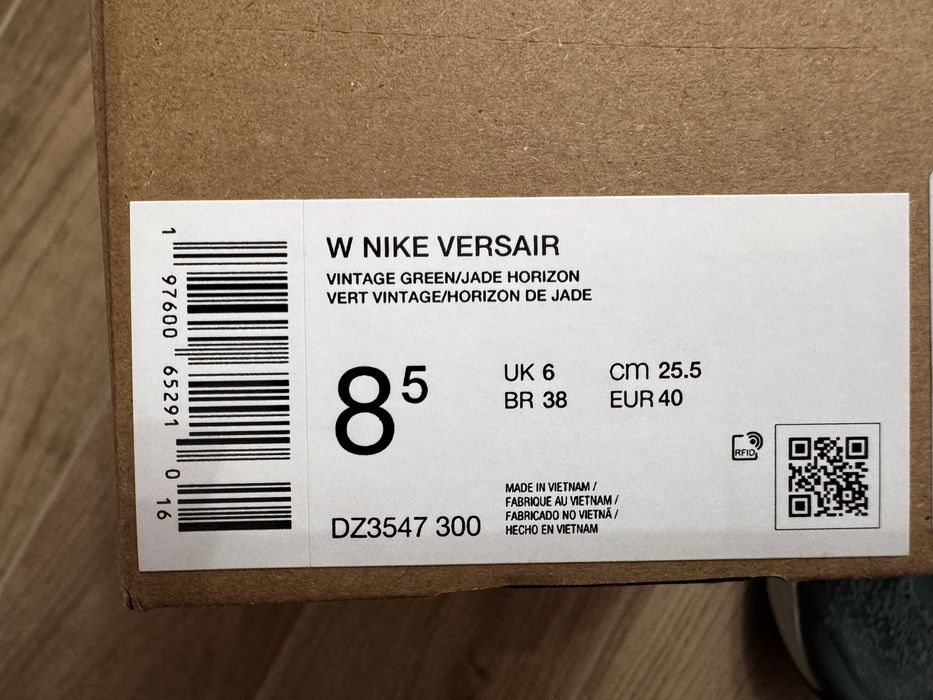 W NIKE VERSAIR
VINTAGE GREEN/JADE HORIZON
VERT VINTAGE/HORIZON DE JADE
8⁵
UK 6 cm 25.5
BR 38 EUR 40
RFID
MADE IN VIETNAM /
FABRIQUE AU VIETNAM /
FABRICADO NO VIETNÃ /
HECHO EN VIETNAM
DZ3547 300
1 97600 65291 0 16